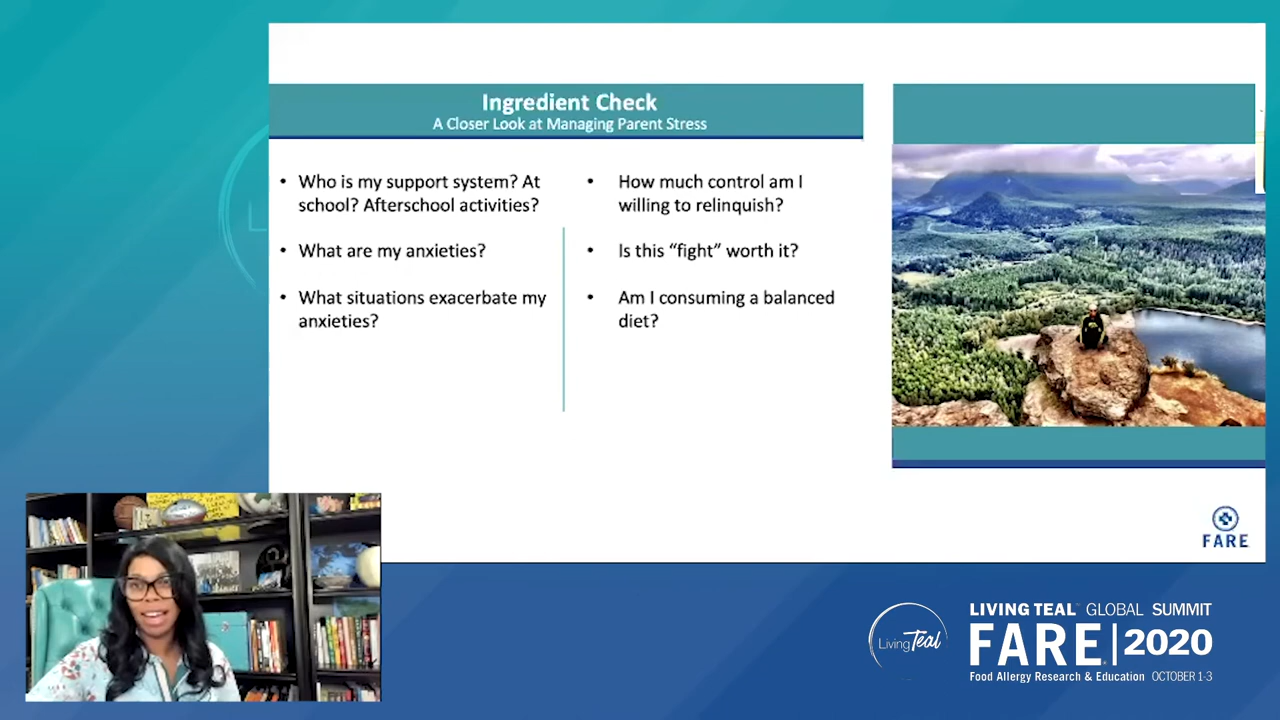 Ingredient Check
A Closer Look at Managing Parent Stress
• Who is my support system? At
school? Afterschool activities?
• What are my anxieties?
• What situations exacerbate my
anxieties?
• How much control am I
willing to relinquish?
• Is this “fight” worth it?
• Am I consuming a balanced
diet?
FARE
Living Teal
LIVING TEAL GLOBAL SUMMIT
FARE | 2020
Food Allergy Research & Education OCTOBER 1-3